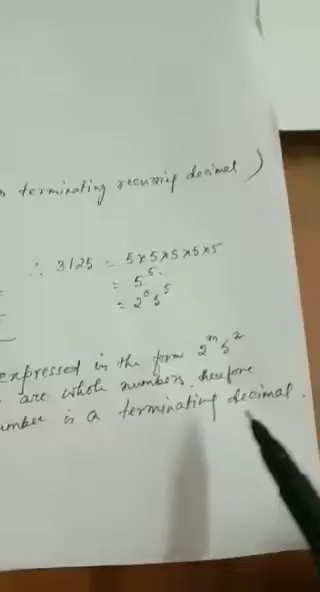 terminating recurring decimal)
∴ 3125 = 5×5×5×5×5
= 5^5.
= 2^0 5^5
expressed in the form 2^m 5^n
are whole numbers, therefore
number is a terminating decimal.